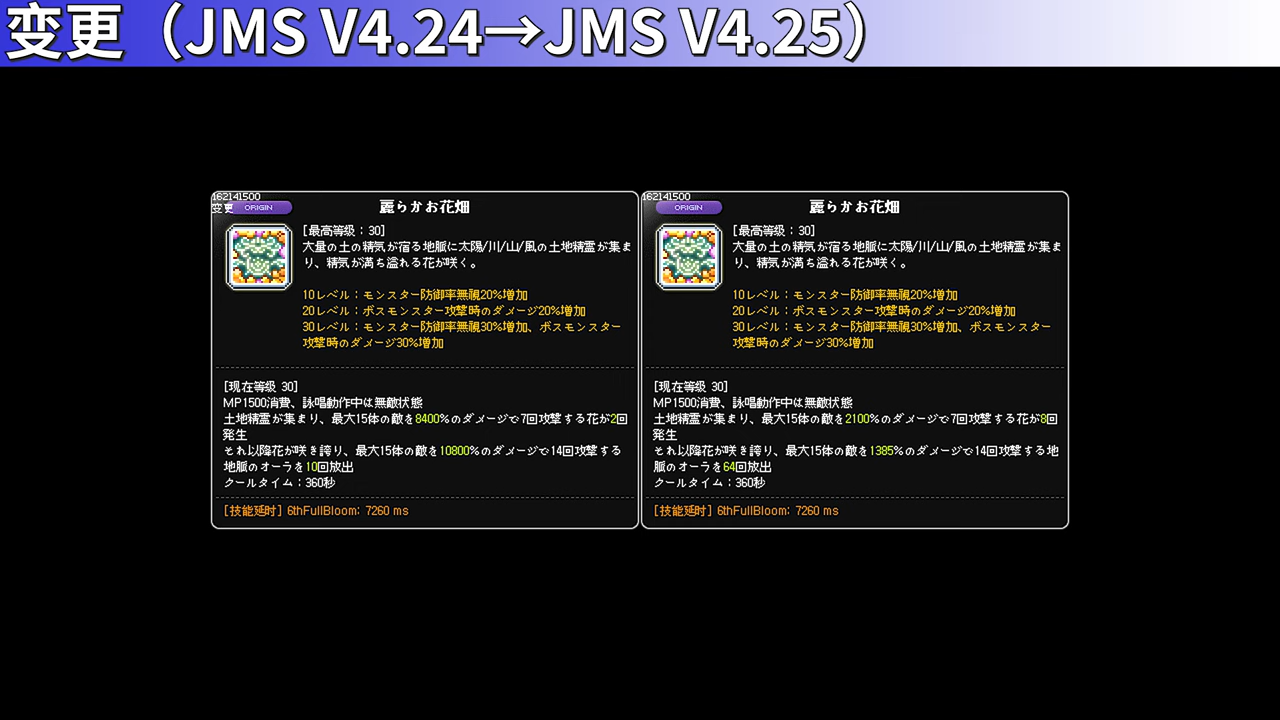 变更（JMS V4.24→JMS V4.25）
162141500
变更
ORIGIN
麗らかお花畑
[最高等级：30]
大量の土の精気が宿る地脈に太陽/川/山/風の土地精霊が集ま
り、精気が満ち溢れる花が咲く。
10レベル：モンスター防御率無視20%増加
20レベル：ボスモンスター攻撃時のダメージ20%増加
30レベル：モンスター防御率無視30%増加、ボスモンスター
攻撃時のダメージ30%増加
[现在等级 30]
MP1500消費、詠唱動作中は無敵状態
土地精霊が集まり、最大15体の敵を8400%のダメージで7回攻撃する花が2回
発生
それ以降花が咲き誇り、最大15体の敵を10800%のダメージで14回攻撃する
地脈のオーラを10回放出
クールタイム：360秒
[技能延时] 6thFullBloom: 7260 ms
162141500
ORIGIN
麗らかお花畑
[最高等级：30]
大量の土の精気が宿る地脈に太陽/川/山/風の土地精霊が集ま
り、精気が満ち溢れる花が咲く。
10レベル：モンスター防御率無視20%増加
20レベル：ボスモンスター攻撃時のダメージ20%増加
30レベル：モンスター防御率無視30%増加、ボスモンスター
攻撃時のダメージ30%増加
[现在等级 30]
MP1500消費、詠唱動作中は無敵状態
土地精霊が集まり、最大15体の敵を2100%のダメージで7回攻撃する花が8回
発生
それ以降花が咲き誇り、最大15体の敵を1385%のダメージで14回攻撃する地
脈のオーラを64回放出
クールタイム：360秒
[技能延时] 6thFullBloom: 7260 ms